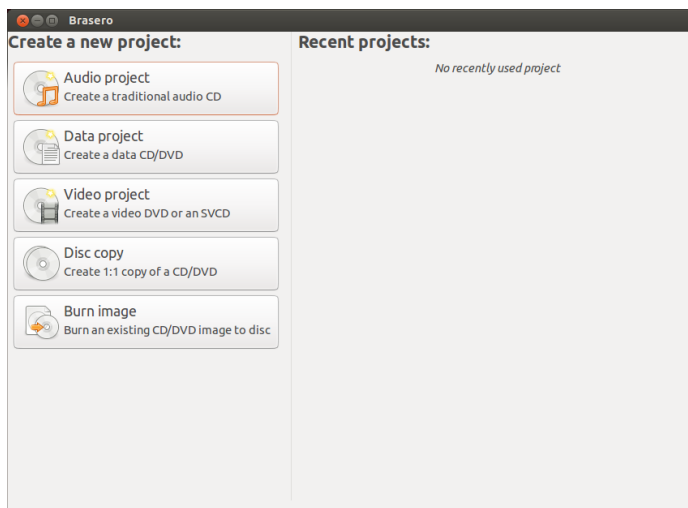 Brasero
Create a new project:
Audio project
Create a traditional audio CD
Data project
Create a data CD/DVD
Video project
Create a video DVD or an SVCD
Disc copy
Create 1:1 copy of a CD/DVD
Burn image
Burn an existing CD/DVD image to disc
Recent projects:
No recently used project